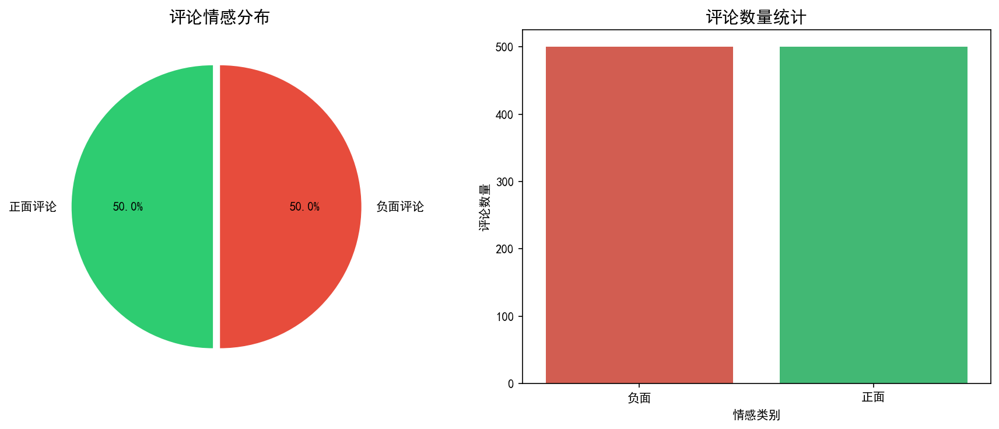 评论情感分布
正面评论
50.0%
50.0%
负面评论
评论数量统计
评论数量
500
400
300
200
100
0
负面
正面
情感类别